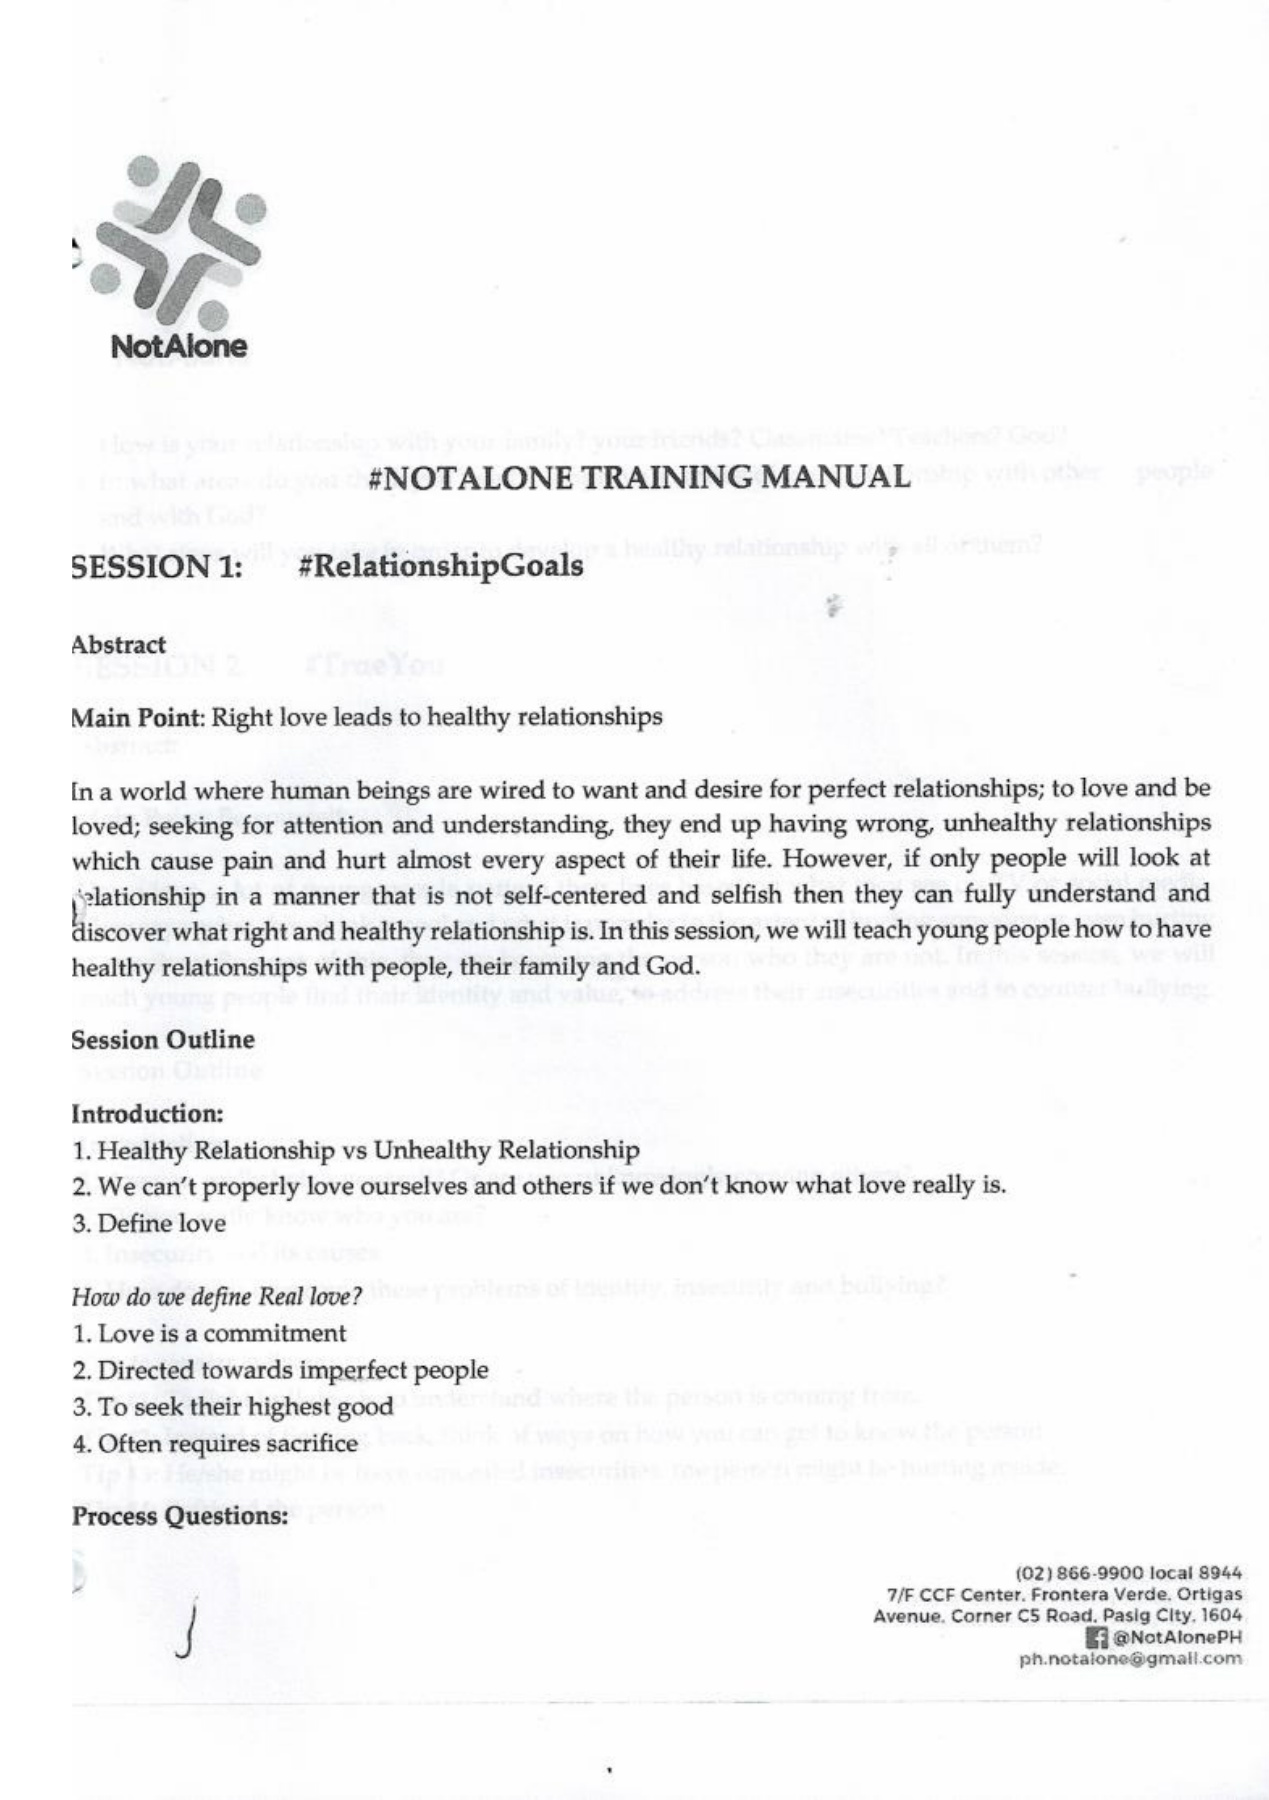 NotAlone
#NOTALONE TRAINING MANUAL
SESSION 1: #RelationshipGoals
Abstract
Main Point: Right love leads to healthy relationships
In a world where human beings are wired to want and desire for perfect relationships; to love and be
loved; seeking for attention and understanding, they end up having wrong, unhealthy relationships
which cause pain and hurt almost every aspect of their life. However, if only people will look at
relationship in a manner that is not self-centered and selfish then they can fully understand and
discover what right and healthy relationship is. In this session, we will teach young people how to have
healthy relationships with people, their family and God.
Session Outline
Introduction:
1. Healthy Relationship vs Unhealthy Relationship
2. We can't properly love ourselves and others if we don't know what love really is.
3. Define love
How do we define Real love?
1. Love is a commitment
2. Directed towards imperfect people
3. To seek their highest good
4. Often requires sacrifice
Process Questions:
(02) 866-9900 local 8944
7/F CCF Center, Frontera Verde, Ortigas
Avenue, Corner C5 Road, Pasig City, 1604
@NotAlonePH
ph.notalone@gmail.com